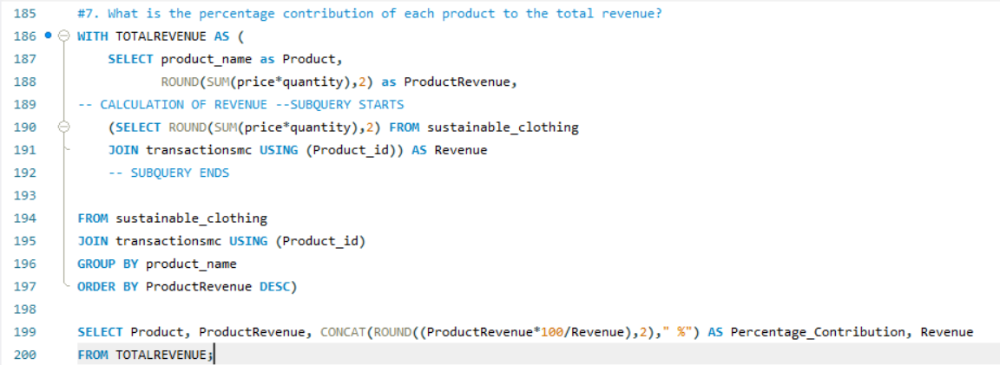 185 #7. What is the percentage contribution of each product to the total revenue?
186 WITH TOTALREVENUE AS (
187 SELECT product_name as Product,
188 ROUND(SUM(price*quantity),2) as ProductRevenue,
189 -- CALCULATION OF REVENUE --SUBQUERY STARTS
190 (SELECT ROUND(SUM(price*quantity),2) FROM sustainable_clothing
191 JOIN transactionsmc USING (Product_id)) AS Revenue
192 -- SUBQUERY ENDS
193
194 FROM sustainable_clothing
195 JOIN transactionsmc USING (Product_id)
196 GROUP BY product_name
197 ORDER BY ProductRevenue DESC)
198
199 SELECT Product, ProductRevenue, CONCAT(ROUND((ProductRevenue*100/Revenue),2)," %") AS Percentage_Contribution, Revenue
200 FROM TOTALREVENUE;